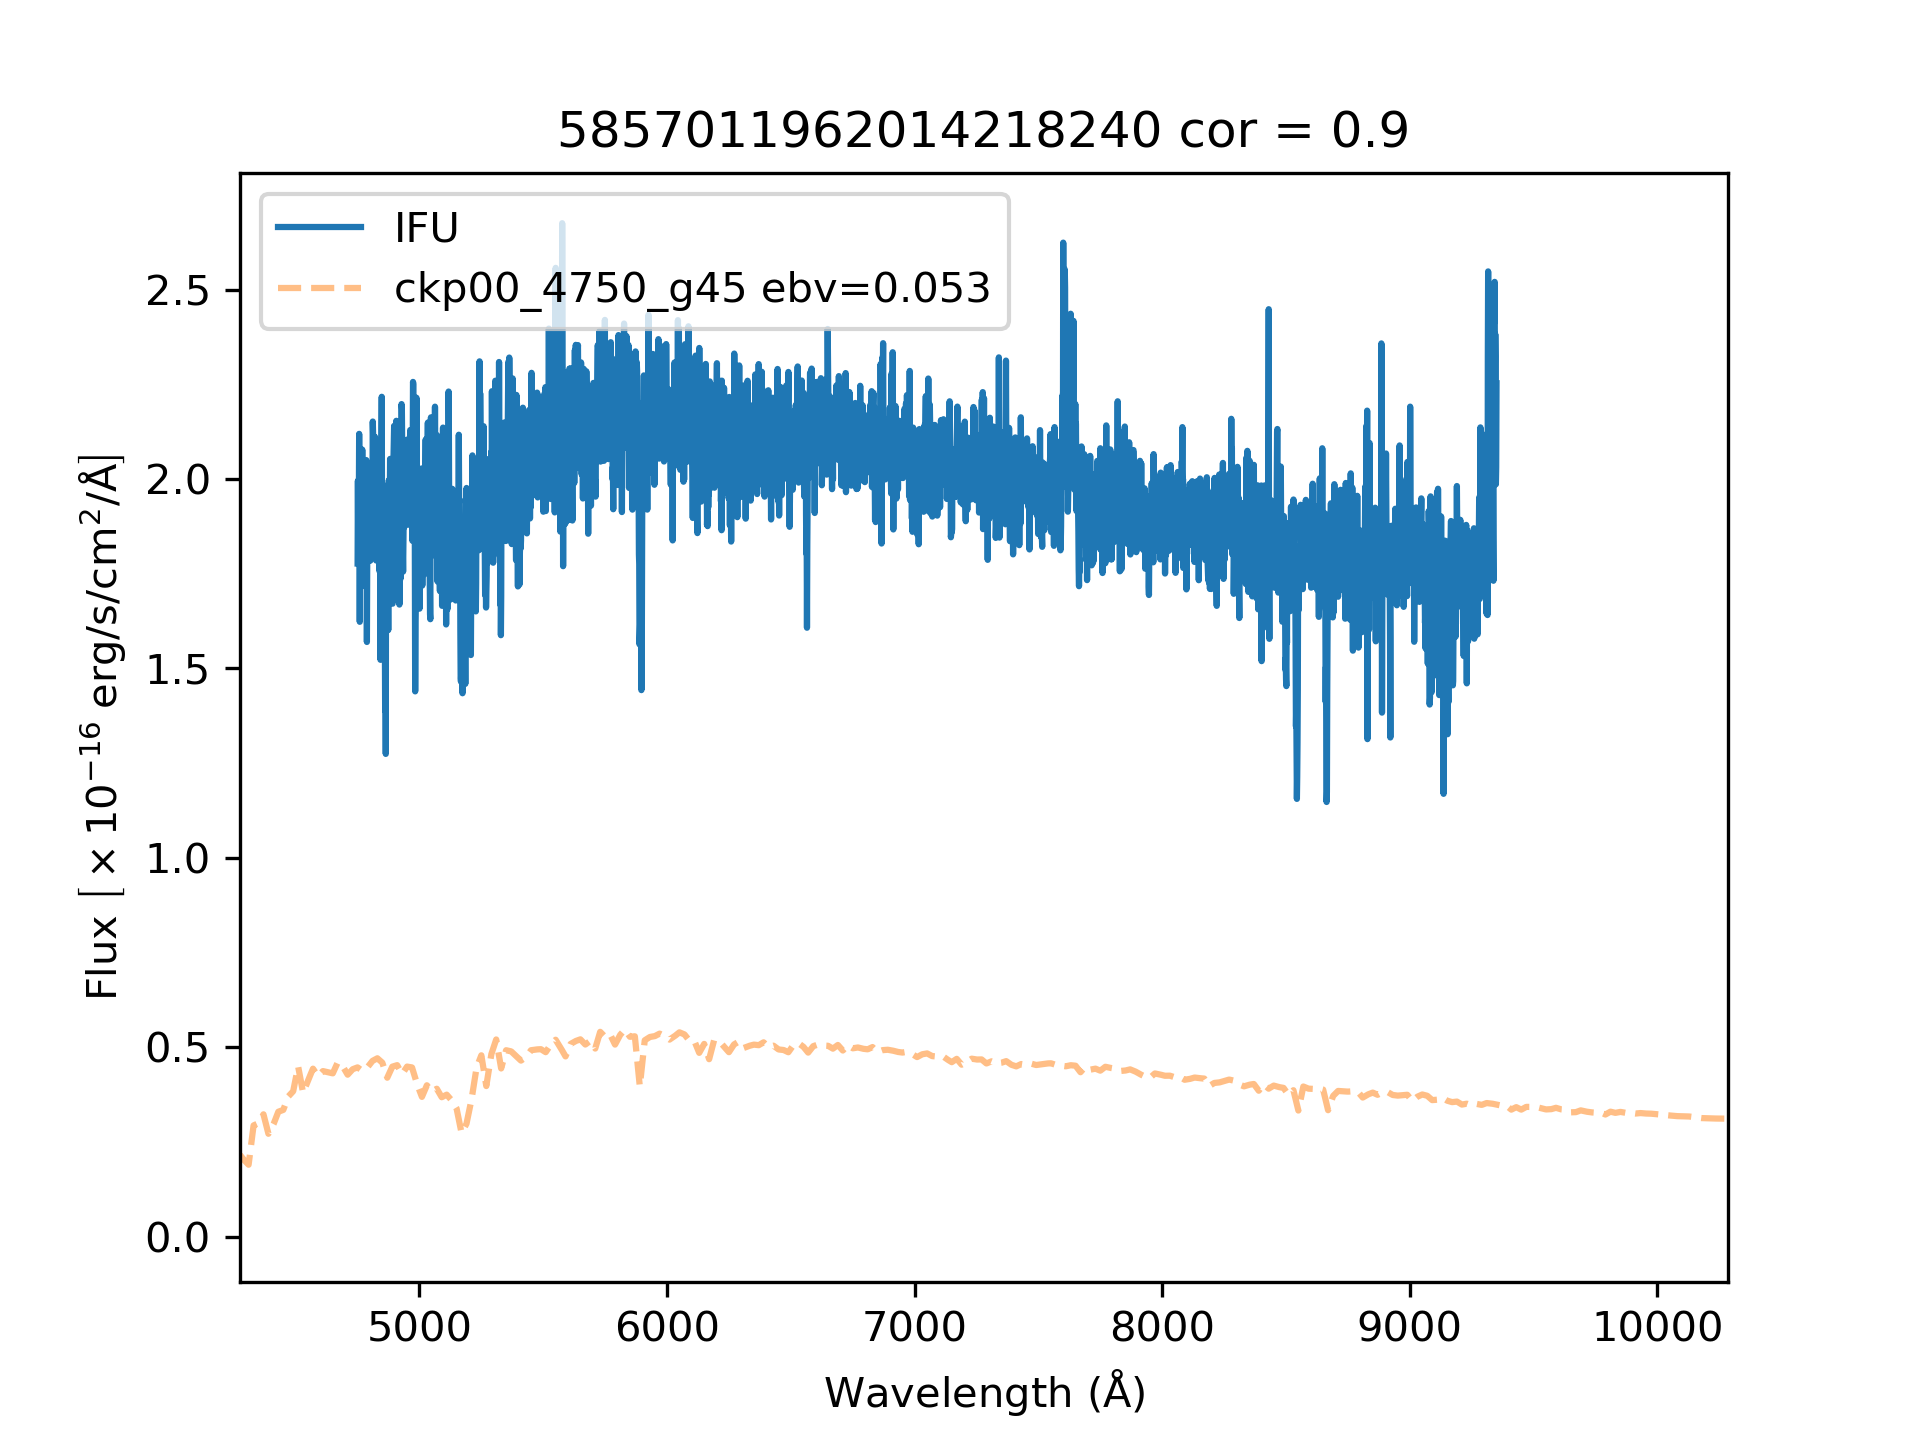 5857011962014218240 cor = 0.9
IFU
ckp00_4750_g45 ebv=0.053
Flux [×10−16 erg/s/cm2/Å]
2.5
2.0
1.5
1.0
0.5
0.0
5000 6000 7000 8000 9000 10000
Wavelength (Å)